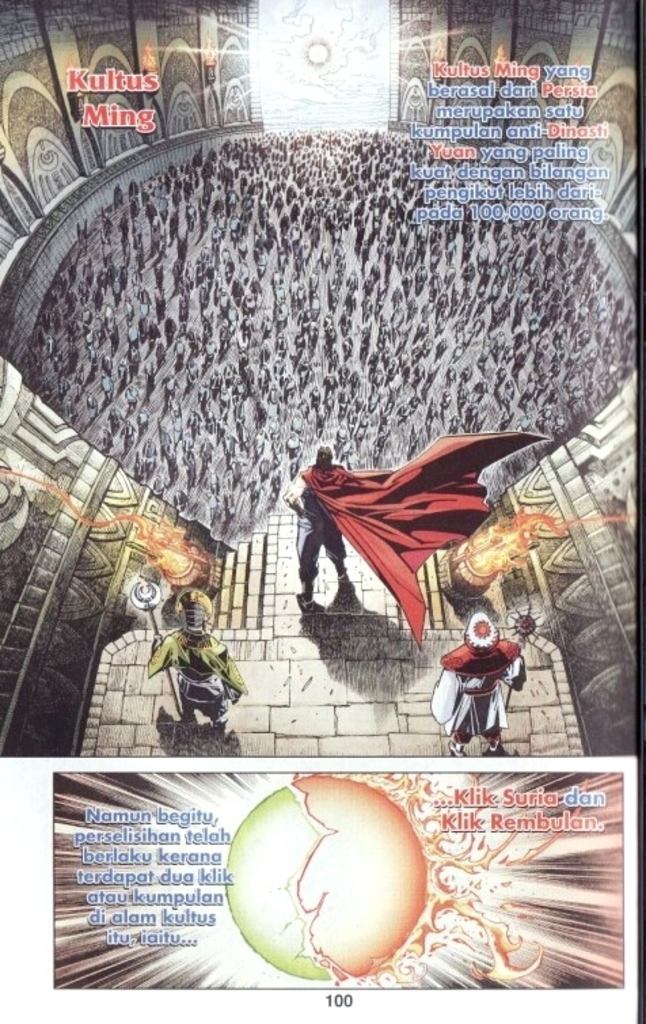 Kultus
Ming
Kultus Ming yang
berasal dari Persia
merupakan satu
kumpulan anti-Dinasti
Yuan yang paling
kuat dengan bilangan
pengikut lebih dari-
pada 100,000 orang.
Namun begitu,
perselisihan telah
berlaku kerana
terdapat dua klik
atau kumpulan
di alam kultus
itu, iaitu...
...Klik Suria dan
Klik Rembulan.
100